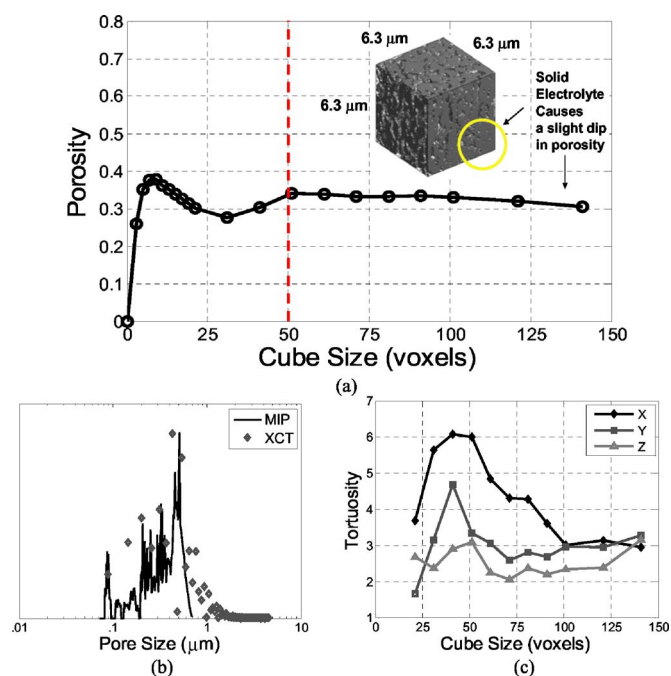 0.8
0.7
0.6
0.5
0.4
0.3
0.2
0.1
0
Porosity
6.3 μm
6.3 μm
6.3 μm
Solid
Electrolyte
Causes
a slight dip
in porosity
0
25
50
75
100
125
150
Cube Size (voxels)
(a)
MIP
XCT
.01
.1
1
10
Pore Size (μm)
(b)
7
6
5
4
3
2
1
Tortuosity
X
Y
Z
0
25
50
75
100
125
150
Cube Size (voxels)
(c)